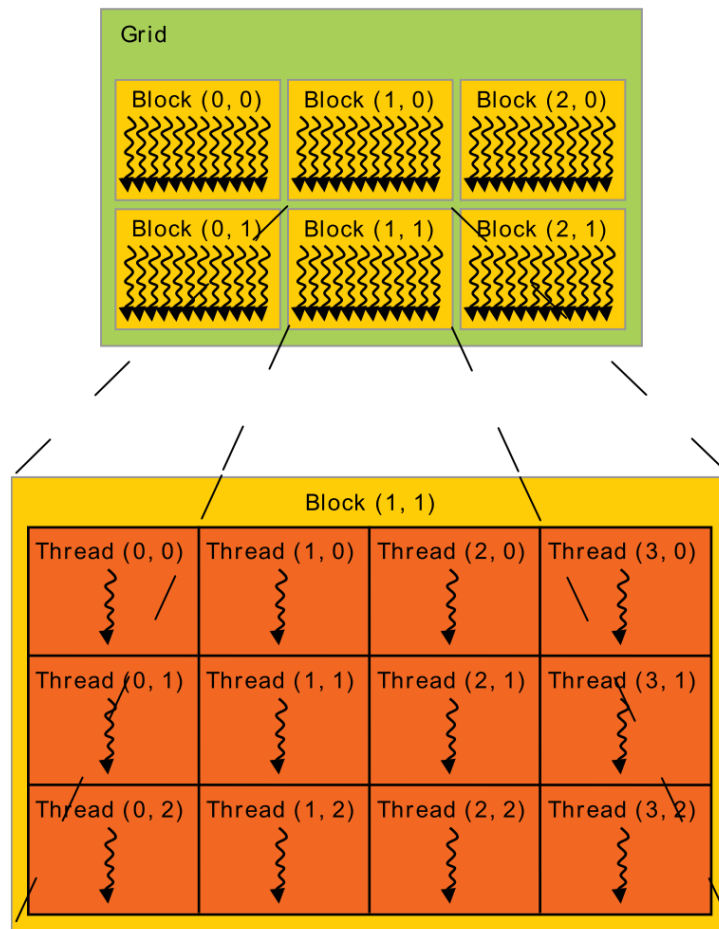 Grid
Block (0, 0) Block (1, 0) Block (2, 0)
Block (0, 1) Block (1, 1) Block (2, 1)
Block (1, 1)
Thread (0, 0) Thread (1, 0) Thread (2, 0) Thread (3, 0)
Thread (0, 1) Thread (1, 1) Thread (2, 1) Thread (3, 1)
Thread (0, 2) Thread (1, 2) Thread (2, 2) Thread (3, 2)